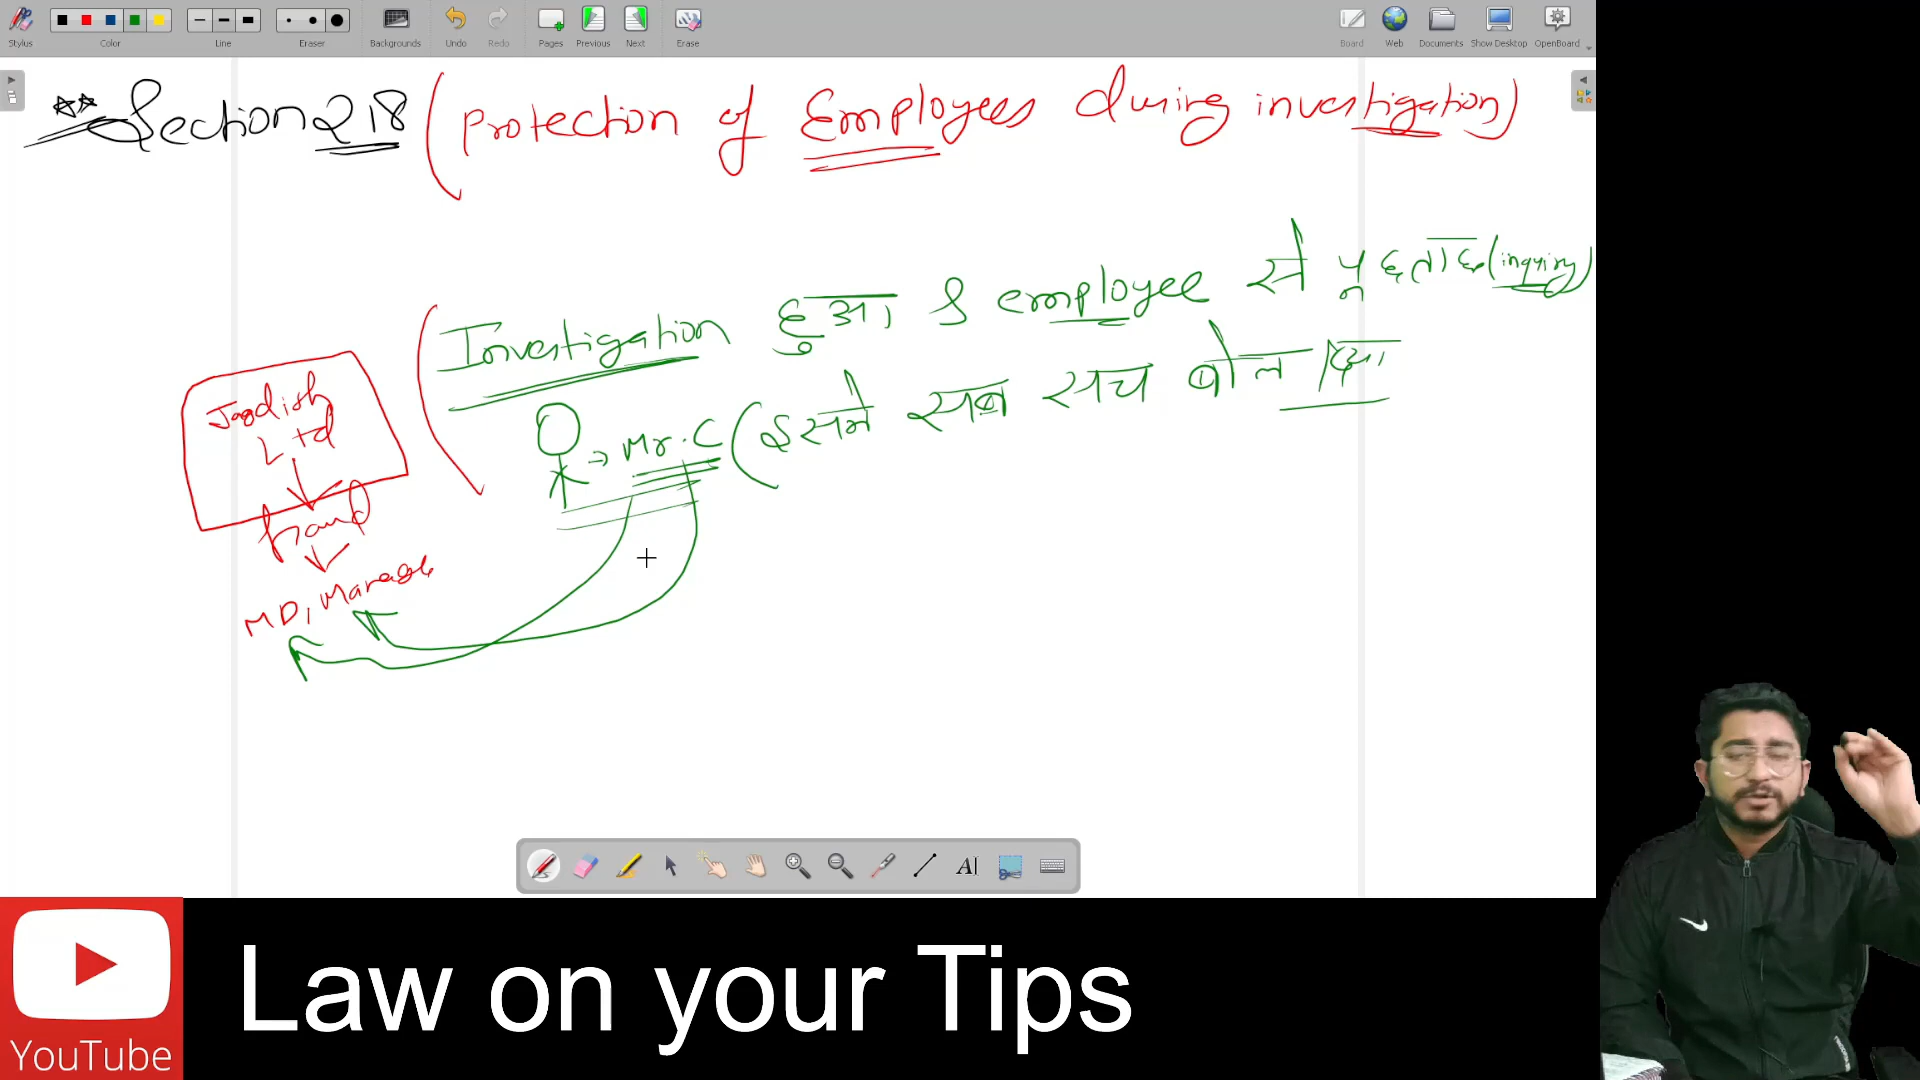 Stylus Color Line Eraser Backgrounds Undo Redo Pages Previous Next Erase Board Web Documents Show Desktop OpenBoard
** Section 218 (Protection of Employees during investigation)
Investigation हुआ & employee से पूछताछ (inquiry)
→ Mr. C (इसने सब सच बोल दिया
Jagdish
Ltd
fraud
MD, Manager
AI
YouTube
Law on your Tips